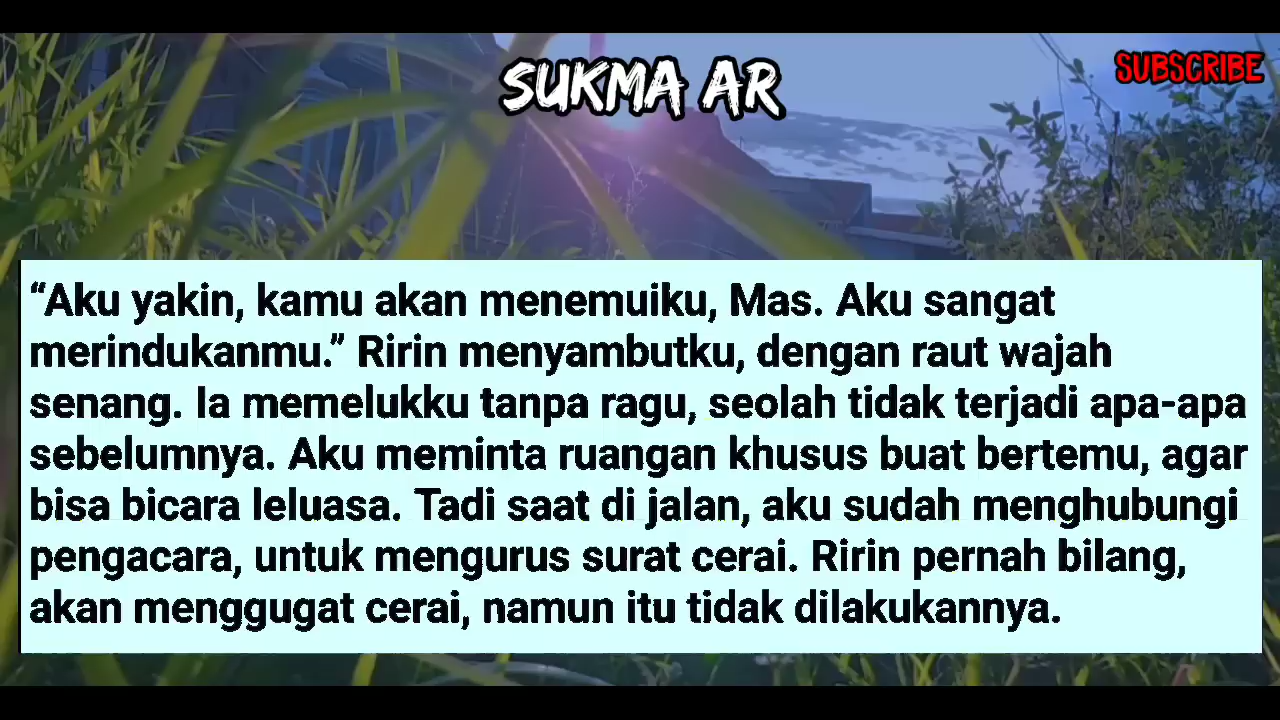 SUKMA AR
SUBSCRIBE
“Aku yakin, kamu akan menemuiku, Mas. Aku sangat
merindukanmu.” Ririn menyambutku, dengan raut wajah
senang. Ia memelukku tanpa ragu, seolah tidak terjadi apa-apa
sebelumnya. Aku meminta ruangan khusus buat bertemu, agar
bisa bicara leluasa. Tadi saat di jalan, aku sudah menghubungi
pengacara, untuk mengurus surat cerai. Ririn pernah bilang,
akan menggugat cerai, namun itu tidak dilakukannya.